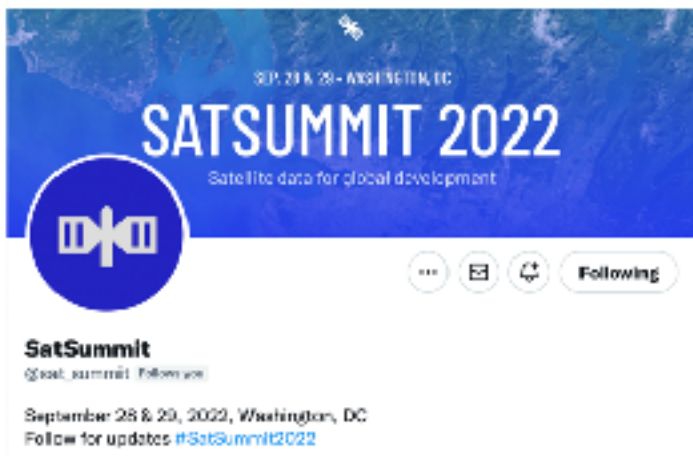 SEP. 28 & 29 - WASHINGTON, DC
SATSUMMIT 2022
Satellite data for global development
Following
SatSummit
@sat_summit Follows you
September 28 & 29, 2022, Washington, DC
Follow for updates #SatSummit2022